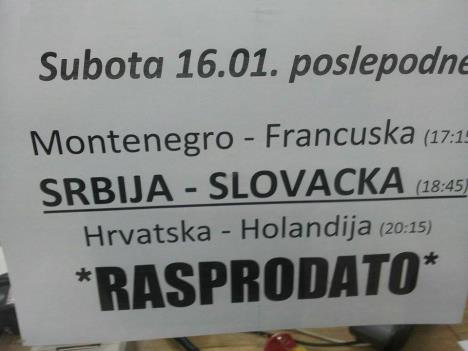 Subota 16.01. poslepodne
Montenegro - Francuska (17:15
SRBIJA - SLOVACKA (18:45)
Hrvatska - Holandija (20:15)
*RASPRODATO*